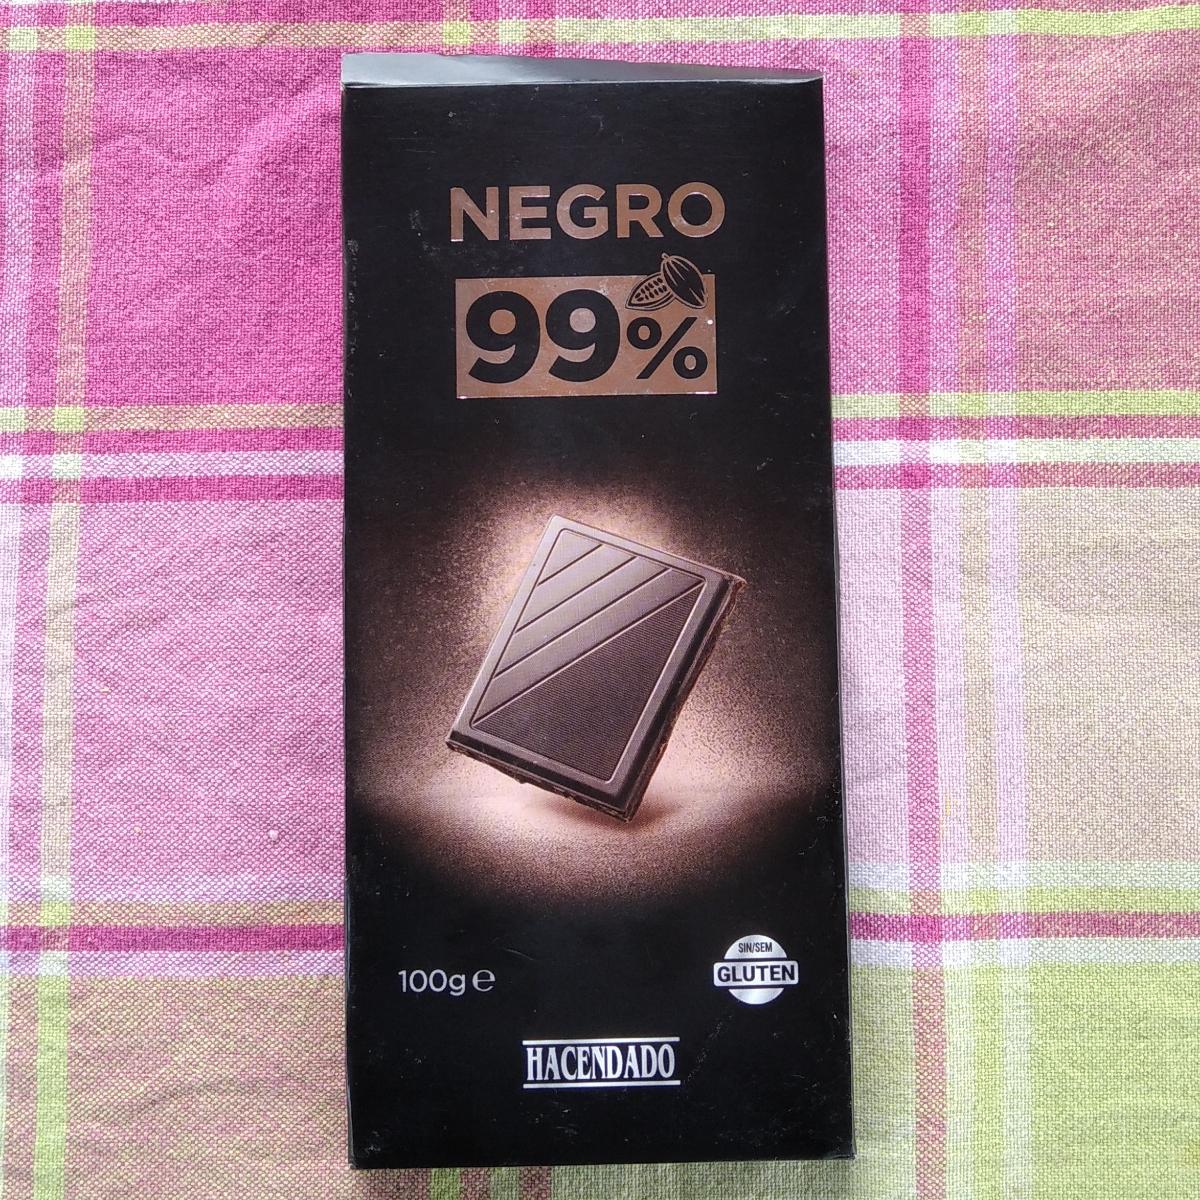 NEGRO
99%
100g ℮
SIN/SEM
GLUTEN
HACENDADO